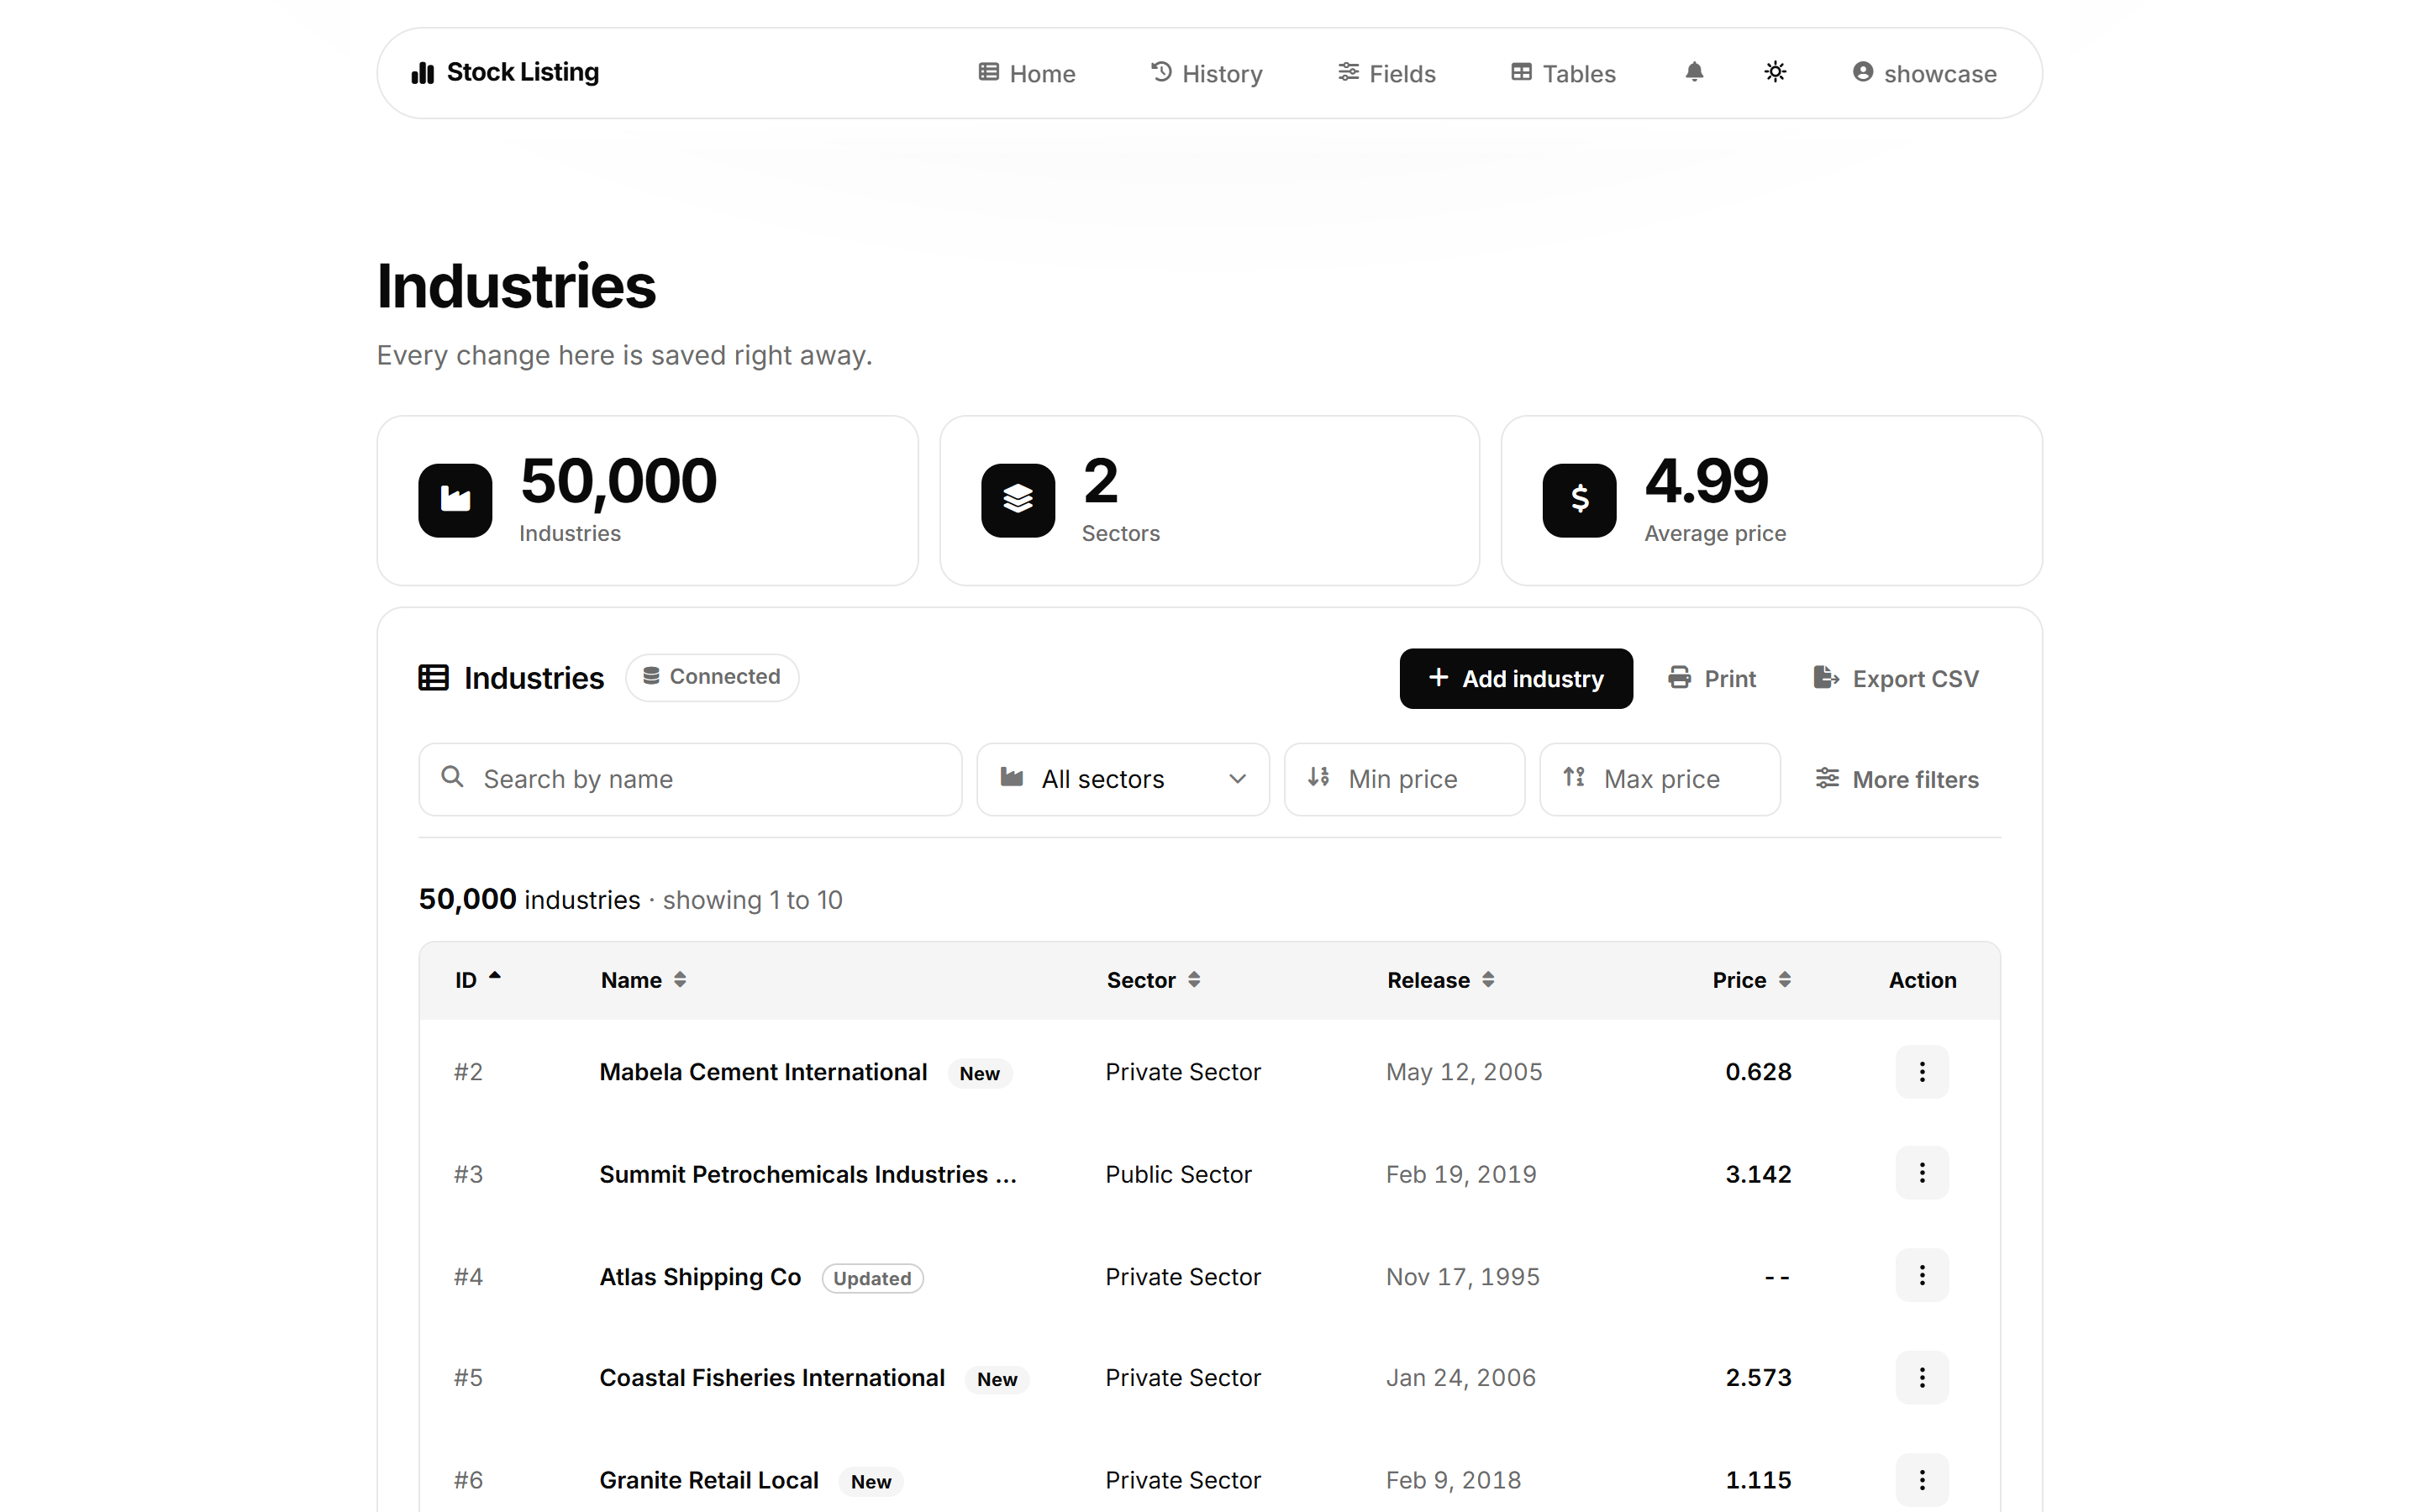 Stock Listing Home History Fields Tables showcase
Industries
Every change here is saved right away.
50,000
Industries
2
Sectors
4.99
Average price
Industries Connected Add industry Print Export CSV
Search by name All sectors Min price Max price More filters
50,000 industries · showing 1 to 10
ID Name Sector Release Price Action
#2 Mabela Cement International New Private Sector May 12, 2005 0.628
#3 Summit Petrochemicals Industries ... Public Sector Feb 19, 2019 3.142
#4 Atlas Shipping Co Updated Private Sector Nov 17, 1995 --
#5 Coastal Fisheries International New Private Sector Jan 24, 2006 2.573
#6 Granite Retail Local New Private Sector Feb 9, 2018 1.115